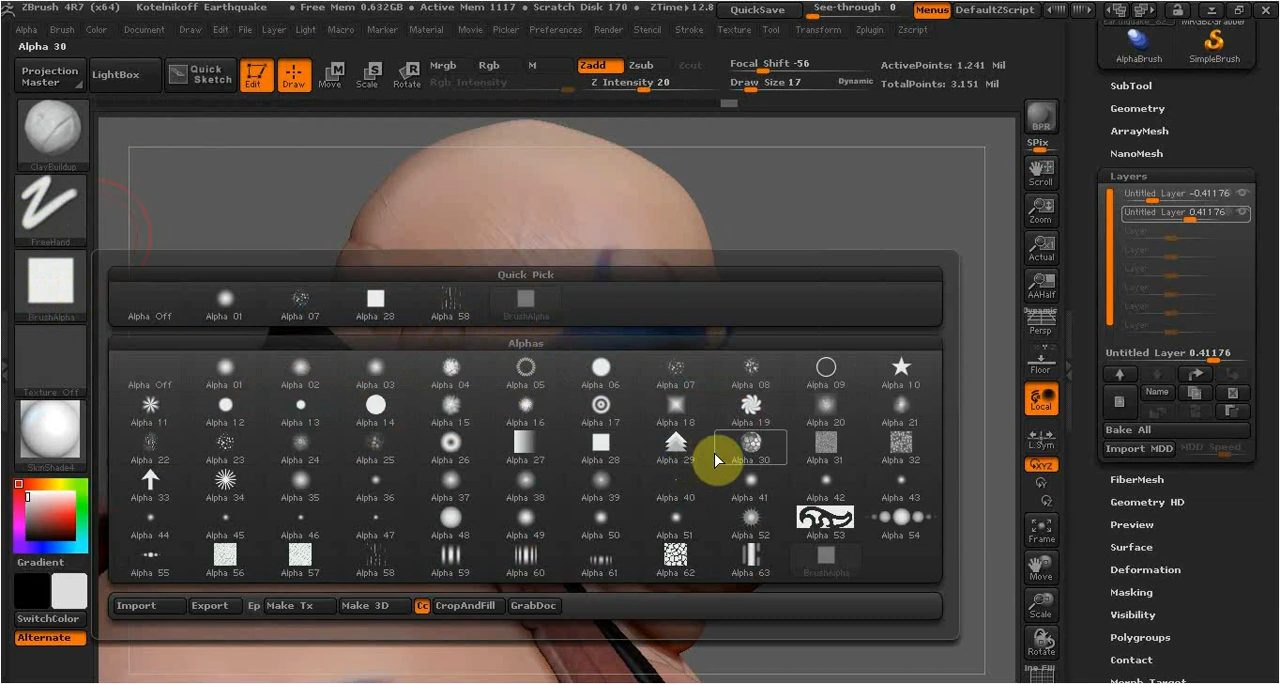 ZBrush 4R7 (x64) Kotelnikoff Earthquake • Free Mem 0.632GB • Active Mem 1117 • Scratch Disk 170 • ZTime▸12.8 QuickSave See-through 0 Menus DefaultZScript
Alpha Brush Color Document Draw Edit File Layer Light Macro Marker Material Movie Picker Preferences Render Stencil Stroke Texture Tool Transform Zplugin Zscript
Alpha 30
Projection Master
LightBox
Quick Sketch
Edit
Draw
Move
Scale
Rotate
Mrgb Rgb M
Rgb Intensity
Zadd Zsub Zcut
Z Intensity 20
Focal Shift -56
Draw Size 17
Dynamic
ActivePoints: 1.241 Mil
TotalPoints: 3.151 Mil
ClayBuildup
FreeHand
BrushAlpha
Texture Off
SkinShade4
Gradient
SwitchColor
Alternate
Quick Pick
Alpha Off Alpha 01 Alpha 07 Alpha 28 Alpha 58 BrushAlpha
Alphas
Alpha Off Alpha 01 Alpha 02 Alpha 03 Alpha 04 Alpha 05 Alpha 06 Alpha 07 Alpha 08 Alpha 09 Alpha 10
Alpha 11 Alpha 12 Alpha 13 Alpha 14 Alpha 15 Alpha 16 Alpha 17 Alpha 18 Alpha 19 Alpha 20 Alpha 21
Alpha 22 Alpha 23 Alpha 24 Alpha 25 Alpha 26 Alpha 27 Alpha 28 Alpha 29 Alpha 30 Alpha 31 Alpha 32
Alpha 33 Alpha 34 Alpha 35 Alpha 36 Alpha 37 Alpha 38 Alpha 39 Alpha 40 Alpha 41 Alpha 42 Alpha 43
Alpha 44 Alpha 45 Alpha 46 Alpha 47 Alpha 48 Alpha 49 Alpha 50 Alpha 51 Alpha 52 Alpha 53 Alpha 54
Alpha 55 Alpha 56 Alpha 57 Alpha 58 Alpha 59 Alpha 60 Alpha 61 Alpha 62 Alpha 63 BrushAlpha
Import Export Ep Make Tx Make 3D Cc CropAndFill GrabDoc
BPR
SPix
Scroll
Zoom
Actual
AAHalf
Dynamic
Persp
Floor
Local
L.Sym
XYZ
Frame
Move
Scale
Rotate
AlphaBrush SimpleBrush
SubTool
Geometry
ArrayMesh
NanoMesh
Layers
Untitled Layer -0.41176
Untitled Layer 0.41176
Layer
Layer
Layer
Layer
Layer
Layer
Untitled Layer 0.41176
Name
Bake All
Import MDD MDD Speed
FiberMesh
Geometry HD
Preview
Surface
Deformation
Masking
Visibility
Polygroups
Contact
Morph Target